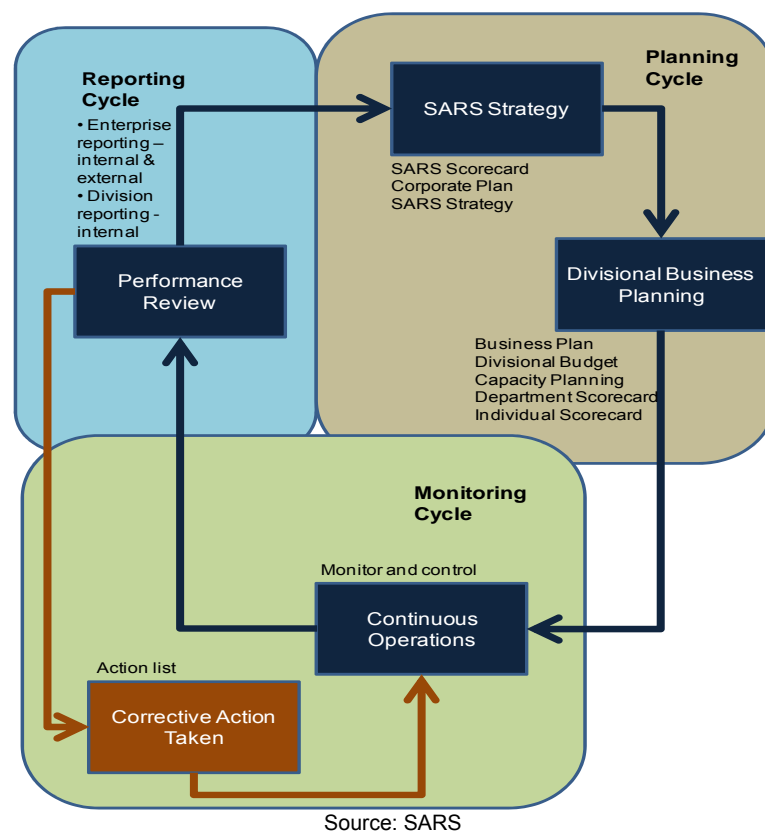 Reporting
Cycle
• Enterprise
reporting –
internal &
external
• Division
reporting -
internal
Performance
Review
Planning
Cycle
SARS Strategy
SARS Scorecard
Corporate Plan
SARS Strategy
Divisional Business
Planning
Business Plan
Divisional Budget
Capacity Planning
Department Scorecard
Individual Scorecard
Monitoring
Cycle
Monitor and control
Continuous
Operations
Action list
Corrective Action
Taken
Source: SARS